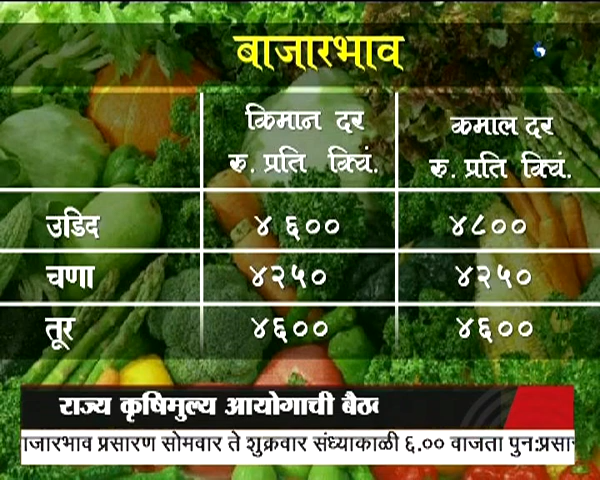 बाजारभाव
किमान दर
रु. प्रति क्विं.
कमाल दर
रु. प्रति क्विं.
उडिद ४६०० ४८००
चणा ४२५० ४२५०
तूर ४६०० ४६००
राज्य कृषिमुल्य आयोगाची बैठक
ाजारभाव प्रसारण सोमवार ते शुक्रवार संध्याकाळी ६.०० वाजता पुन:प्रसार